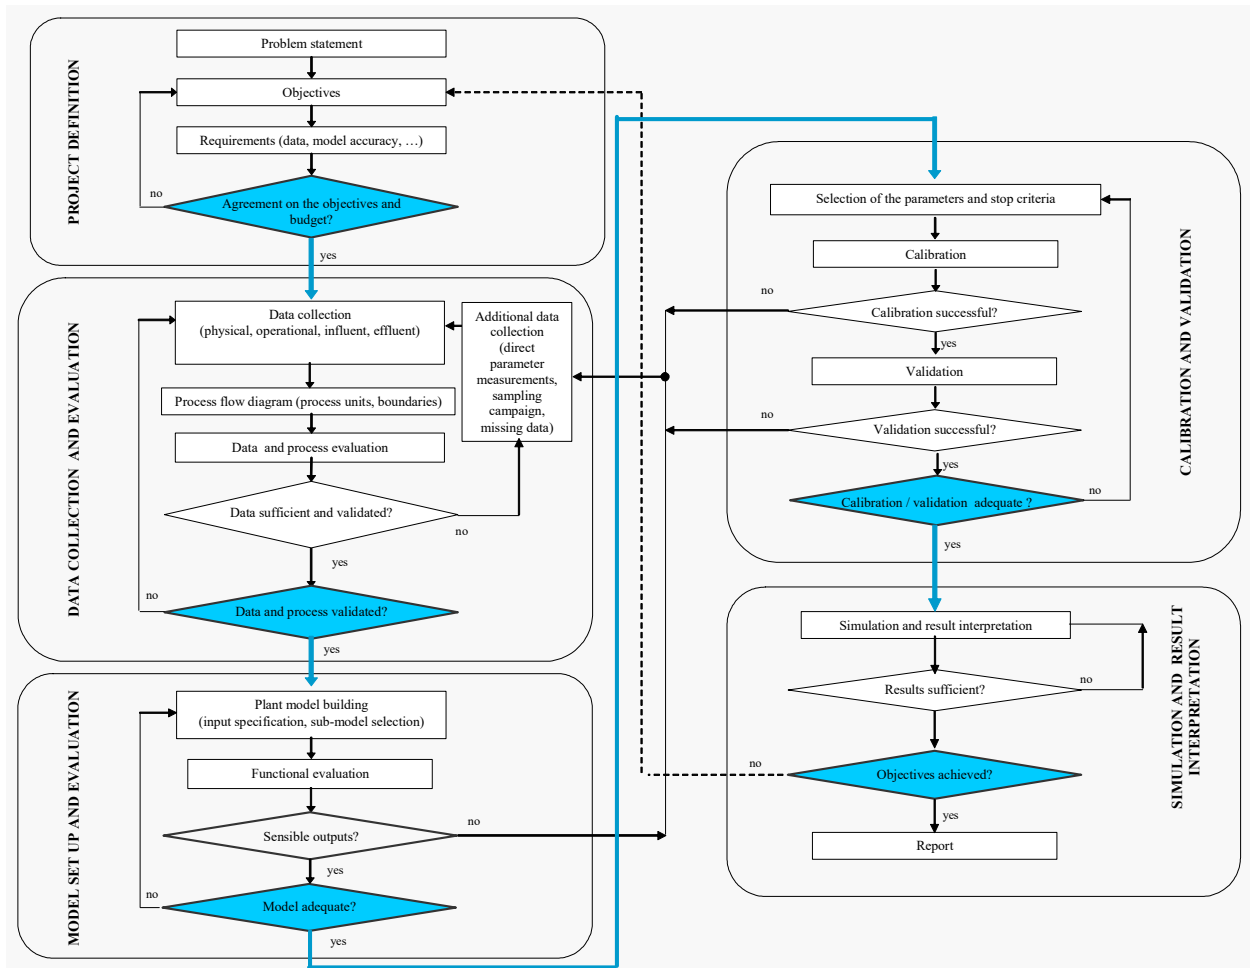 PROJECT DEFINITION
Problem statement
Objectives
Requirements (data, model accuracy, …)
no
Agreement on the objectives and
budget?
yes
DATA COLLECTION AND EVALUATION
Data collection
(physical, operational, influent, effluent)
Additional data
collection
(direct
parameter
measurements,
sampling
campaign,
missing data)
Process flow diagram (process units, boundaries)
Data and process evaluation
Data sufficient and validated?
no
yes
no
Data and process validated?
yes
MODEL SET UP AND EVALUATION
Plant model building
(input specification, sub-model selection)
Functional evaluation
no
Sensible outputs?
yes
no
Model adequate?
yes
CALIBRATION AND VALIDATION
Selection of the parameters and stop criteria
Calibration
no
Calibration successful?
yes
Validation
no
Validation successful?
yes
Calibration / validation adequate ?
no
yes
SIMULATION AND RESULT
INTERPRETATION
Simulation and result interpretation
Results sufficient?
no
no
Objectives achieved?
yes
Report